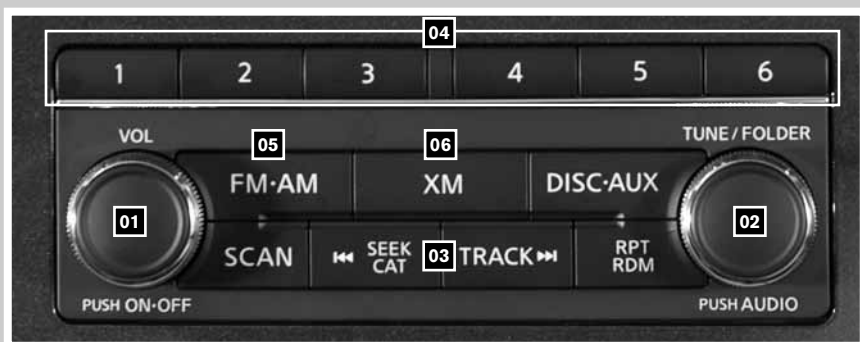 04
1 2 3 4 5 6
VOL TUNE / FOLDER
05 06
FM·AM XM DISC·AUX
01 02
SCAN ⏮ SEEK CAT 03 TRACK ⏭ RPT RDM
PUSH ON·OFF PUSH AUDIO